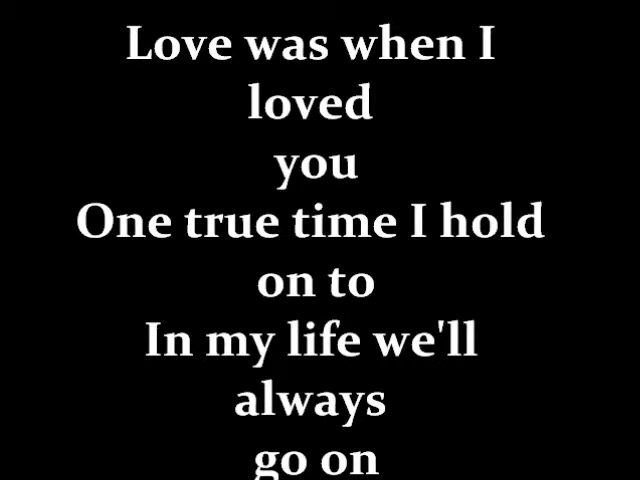 Love was when I
loved
you
One true time I hold
on to
In my life we'll
always
go on